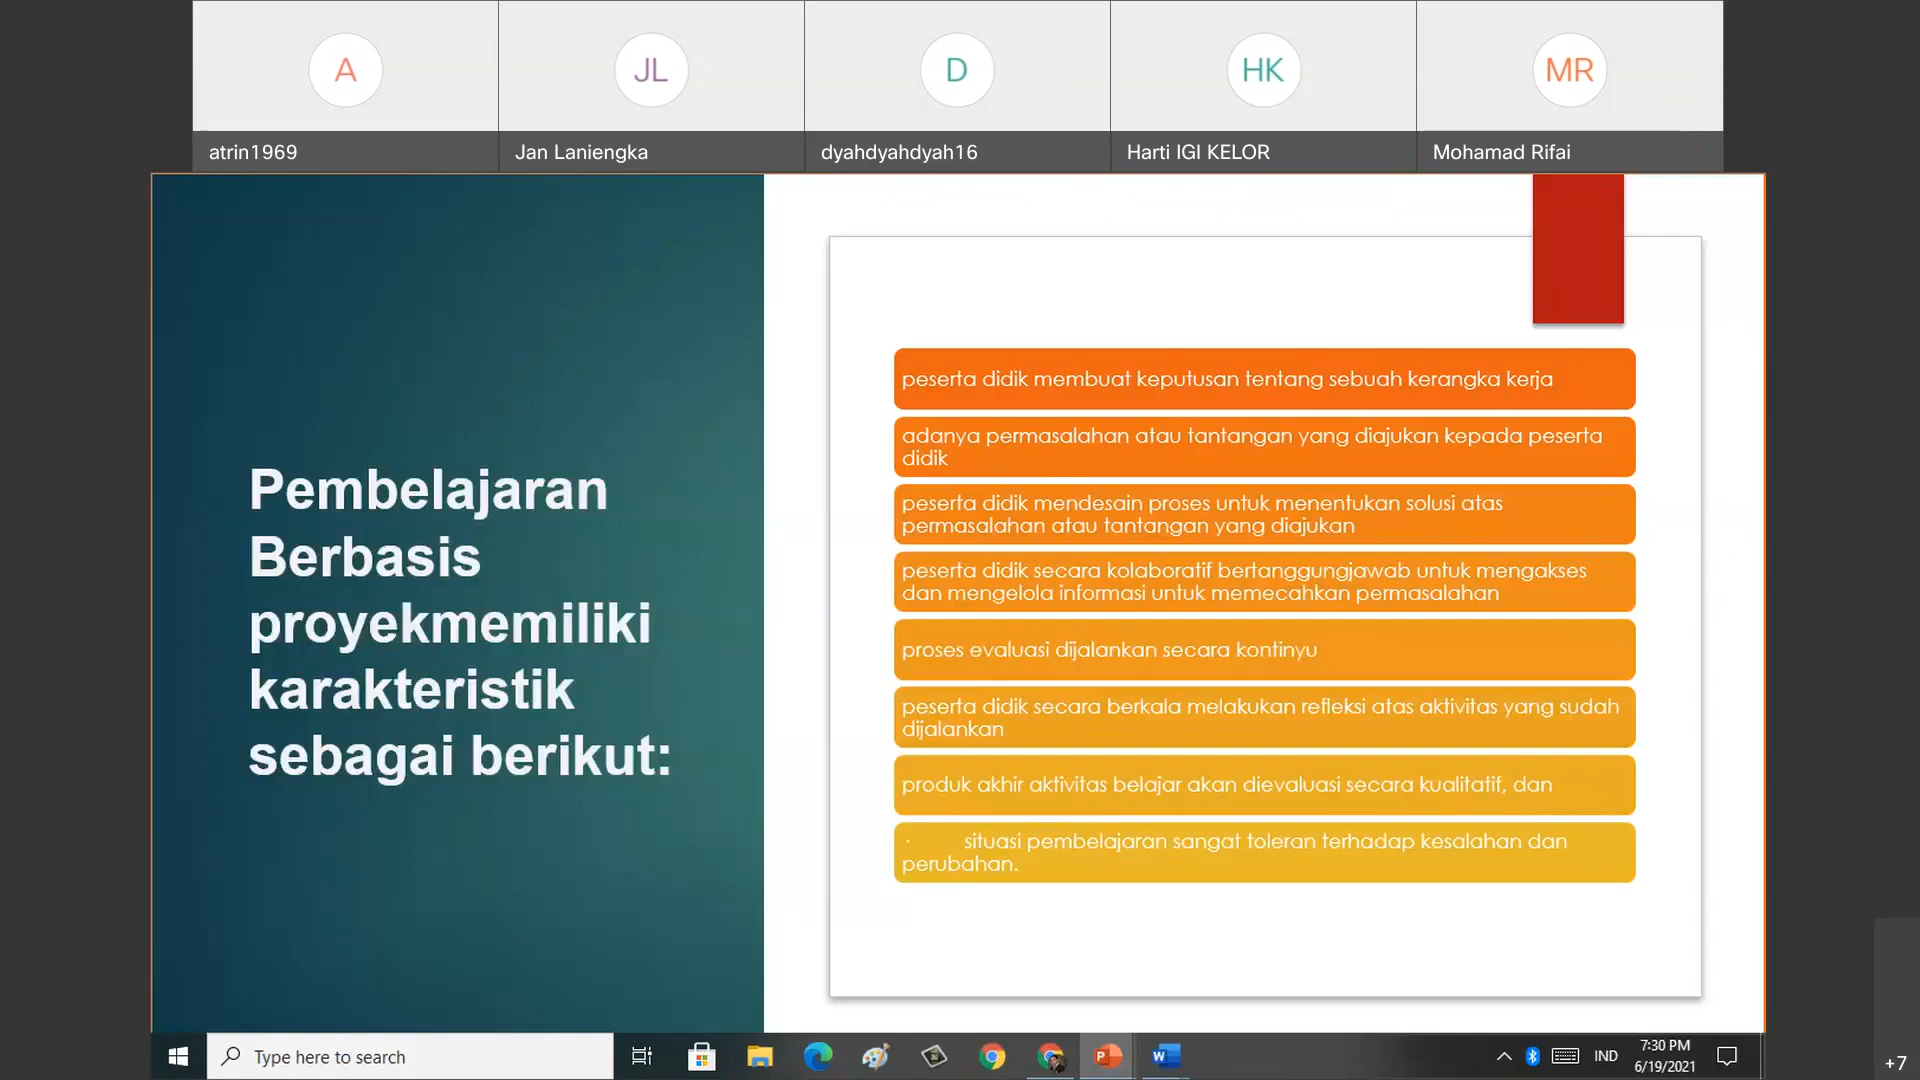 A
JL
D
HK
MR
atrin1969
Jan Laniengka
dyahdyahdyah16
Harti IGI KELOR
Mohamad Rifai
Pembelajaran
Berbasis
proyekmemiliki
karakteristik
sebagai berikut:
peserta didik membuat keputusan tentang sebuah kerangka kerja
adanya permasalahan atau tantangan yang diajukan kepada peserta
didik
peserta didik mendesain proses untuk menentukan solusi atas
permasalahan atau tantangan yang diajukan
peserta didik secara kolaboratif bertanggungjawab untuk mengakses
dan mengelola informasi untuk memecahkan permasalahan
proses evaluasi dijalankan secara kontinyu
peserta didik secara berkala melakukan refleksi atas aktivitas yang sudah
dijalankan
produk akhir aktivitas belajar akan dievaluasi secara kualitatif, dan
· situasi pembelajaran sangat toleran terhadap kesalahan dan
perubahan.
Type here to search
IND
7:30 PM
6/19/2021
+7